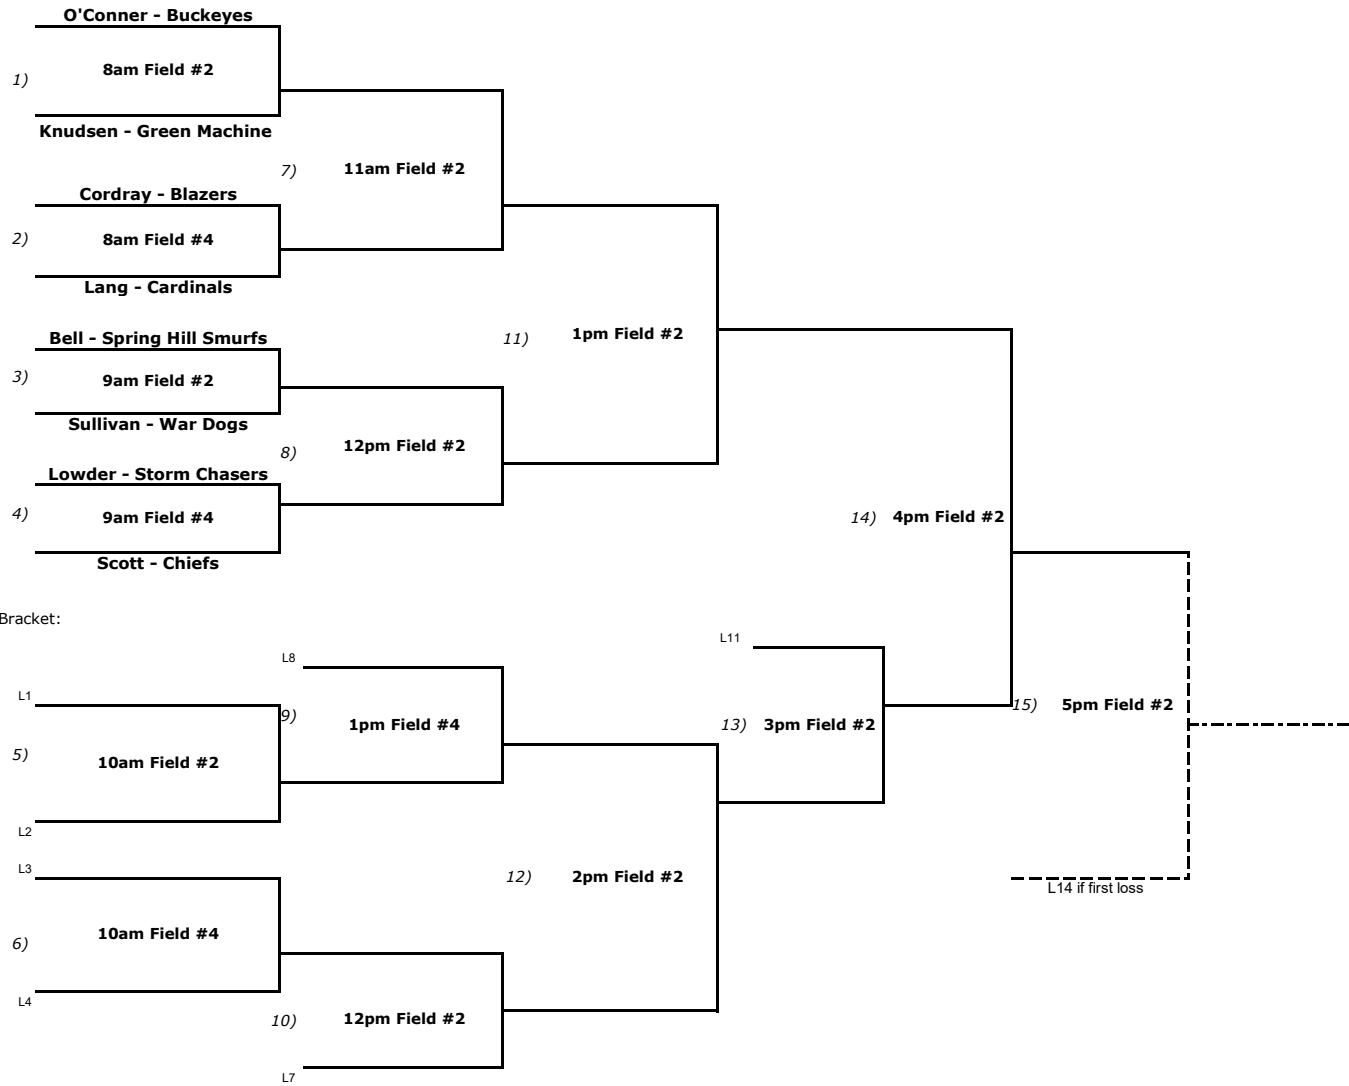 O'Conner - Buckeyes
1)
8am Field #2
Knudsen - Green Machine
7)
11am Field #2
Cordray - Blazers
2)
8am Field #4
Lang - Cardinals
Bell - Spring Hill Smurfs
11)
1pm Field #2
3)
9am Field #2
Sullivan - War Dogs
8)
12pm Field #2
Lowder - Storm Chasers
4)
9am Field #4
14)
4pm Field #2
Scott - Chiefs
Bracket:
L11
L8
L1
9)
1pm Field #4
13)
3pm Field #2
15)
5pm Field #2
5)
10am Field #2
L2
L3
12)
2pm Field #2
L14 if first loss
6)
10am Field #4
L4
10)
12pm Field #2
L7